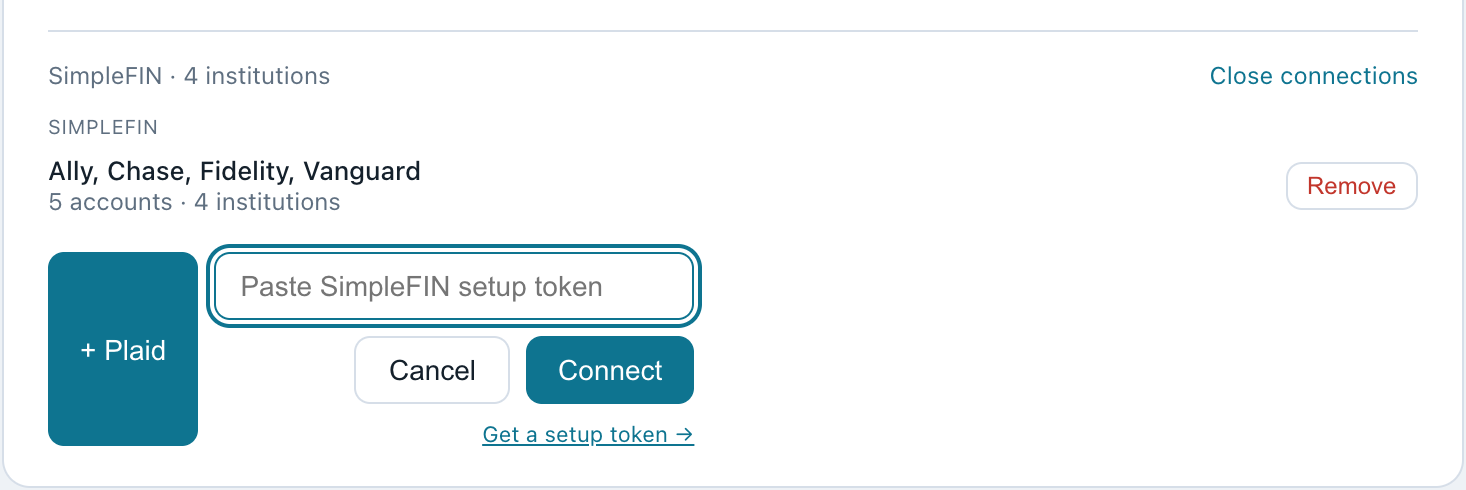 SimpleFIN · 4 institutions
Close connections
SIMPLEFIN
Ally, Chase, Fidelity, Vanguard
5 accounts · 4 institutions
Remove
+ Plaid
Paste SimpleFIN setup token
Cancel
Connect
Get a setup token →